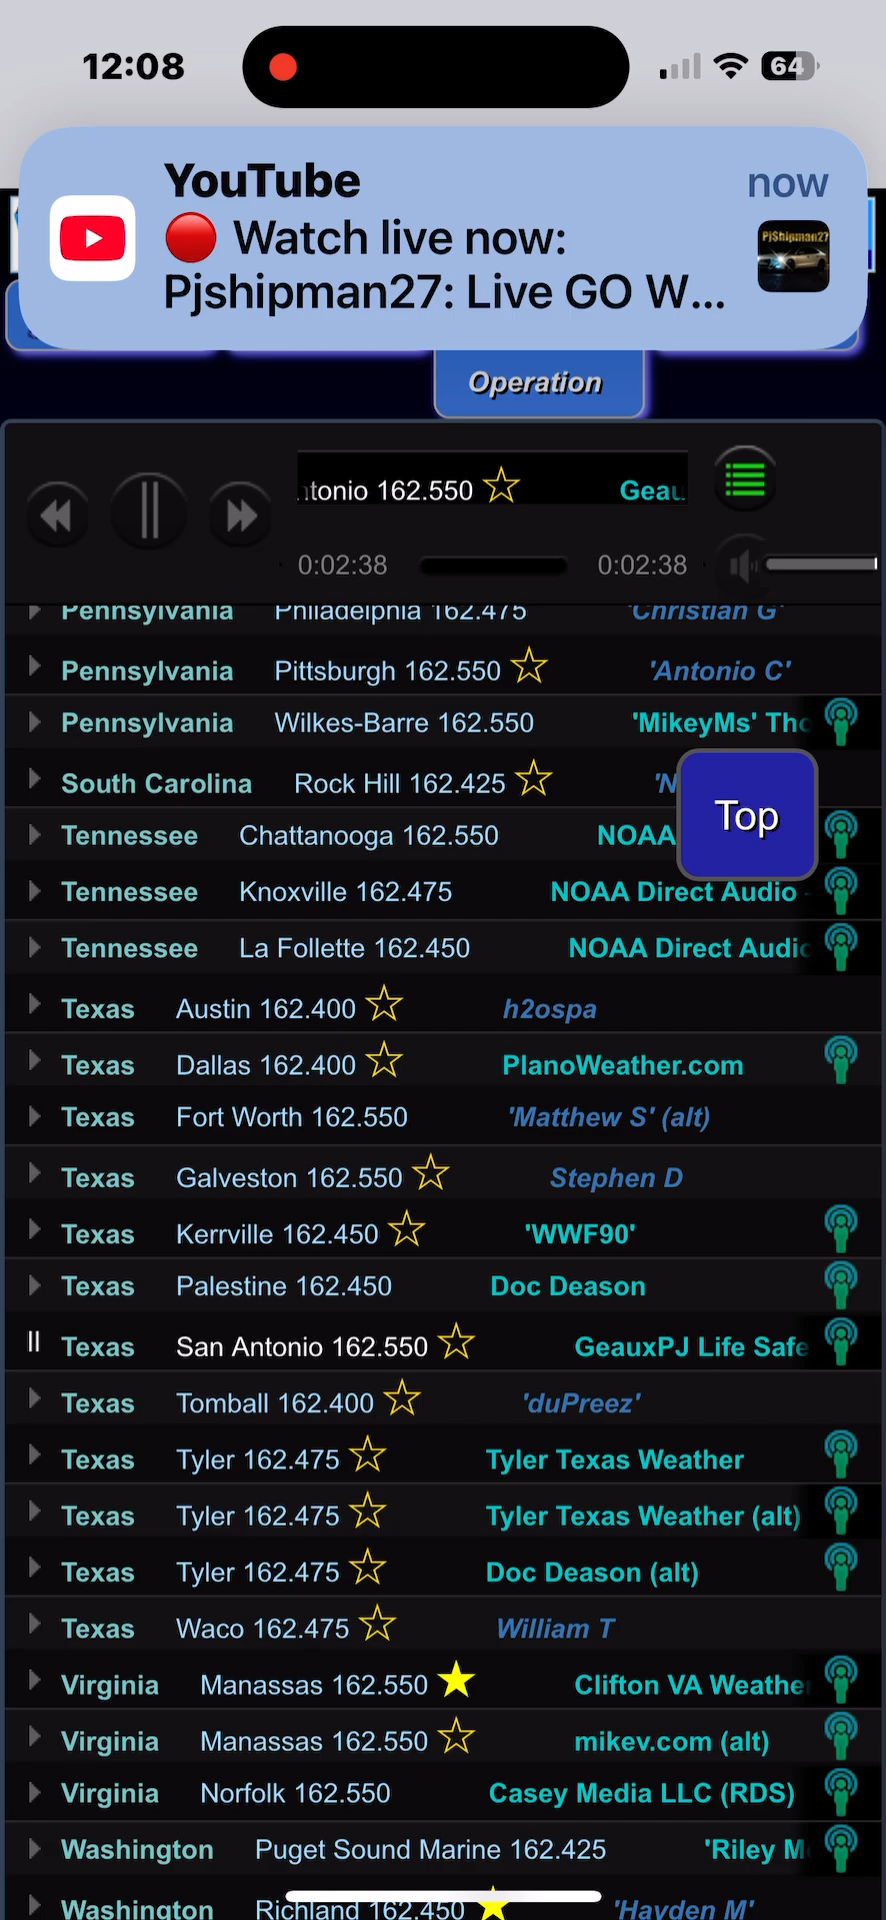 12:08
64
YouTube now
Watch live now:
Pjshipman27: Live GO W...
PjShipman27
Operation
ntonio 162.550 ☆ Geau
0:02:38 0:02:38
Pennsylvania Philadelphia 162.475 'Christian G'
Pennsylvania Pittsburgh 162.550 ☆ 'Antonio C'
Pennsylvania Wilkes-Barre 162.550 'MikeyMs' Tho
South Carolina Rock Hill 162.425 ☆ 'N
Top
Tennessee Chattanooga 162.550 NOAA
Tennessee Knoxville 162.475 NOAA Direct Audio -
Tennessee La Follette 162.450 NOAA Direct Audio
Texas Austin 162.400 ☆ h2ospa
Texas Dallas 162.400 ☆ PlanoWeather.com
Texas Fort Worth 162.550 'Matthew S' (alt)
Texas Galveston 162.550 ☆ Stephen D
Texas Kerrville 162.450 ☆ 'WWF90'
Texas Palestine 162.450 Doc Deason
Texas San Antonio 162.550 ☆ GeauxPJ Life Safe
Texas Tomball 162.400 ☆ 'duPreez'
Texas Tyler 162.475 ☆ Tyler Texas Weather
Texas Tyler 162.475 ☆ Tyler Texas Weather (alt)
Texas Tyler 162.475 ☆ Doc Deason (alt)
Texas Waco 162.475 ☆ William T
Virginia Manassas 162.550 ★ Clifton VA Weather
Virginia Manassas 162.550 ☆ mikev.com (alt)
Virginia Norfolk 162.550 Casey Media LLC (RDS)
Washington Puget Sound Marine 162.425 'Riley M
Washington Richland 162.450 ★ 'Hayden M'